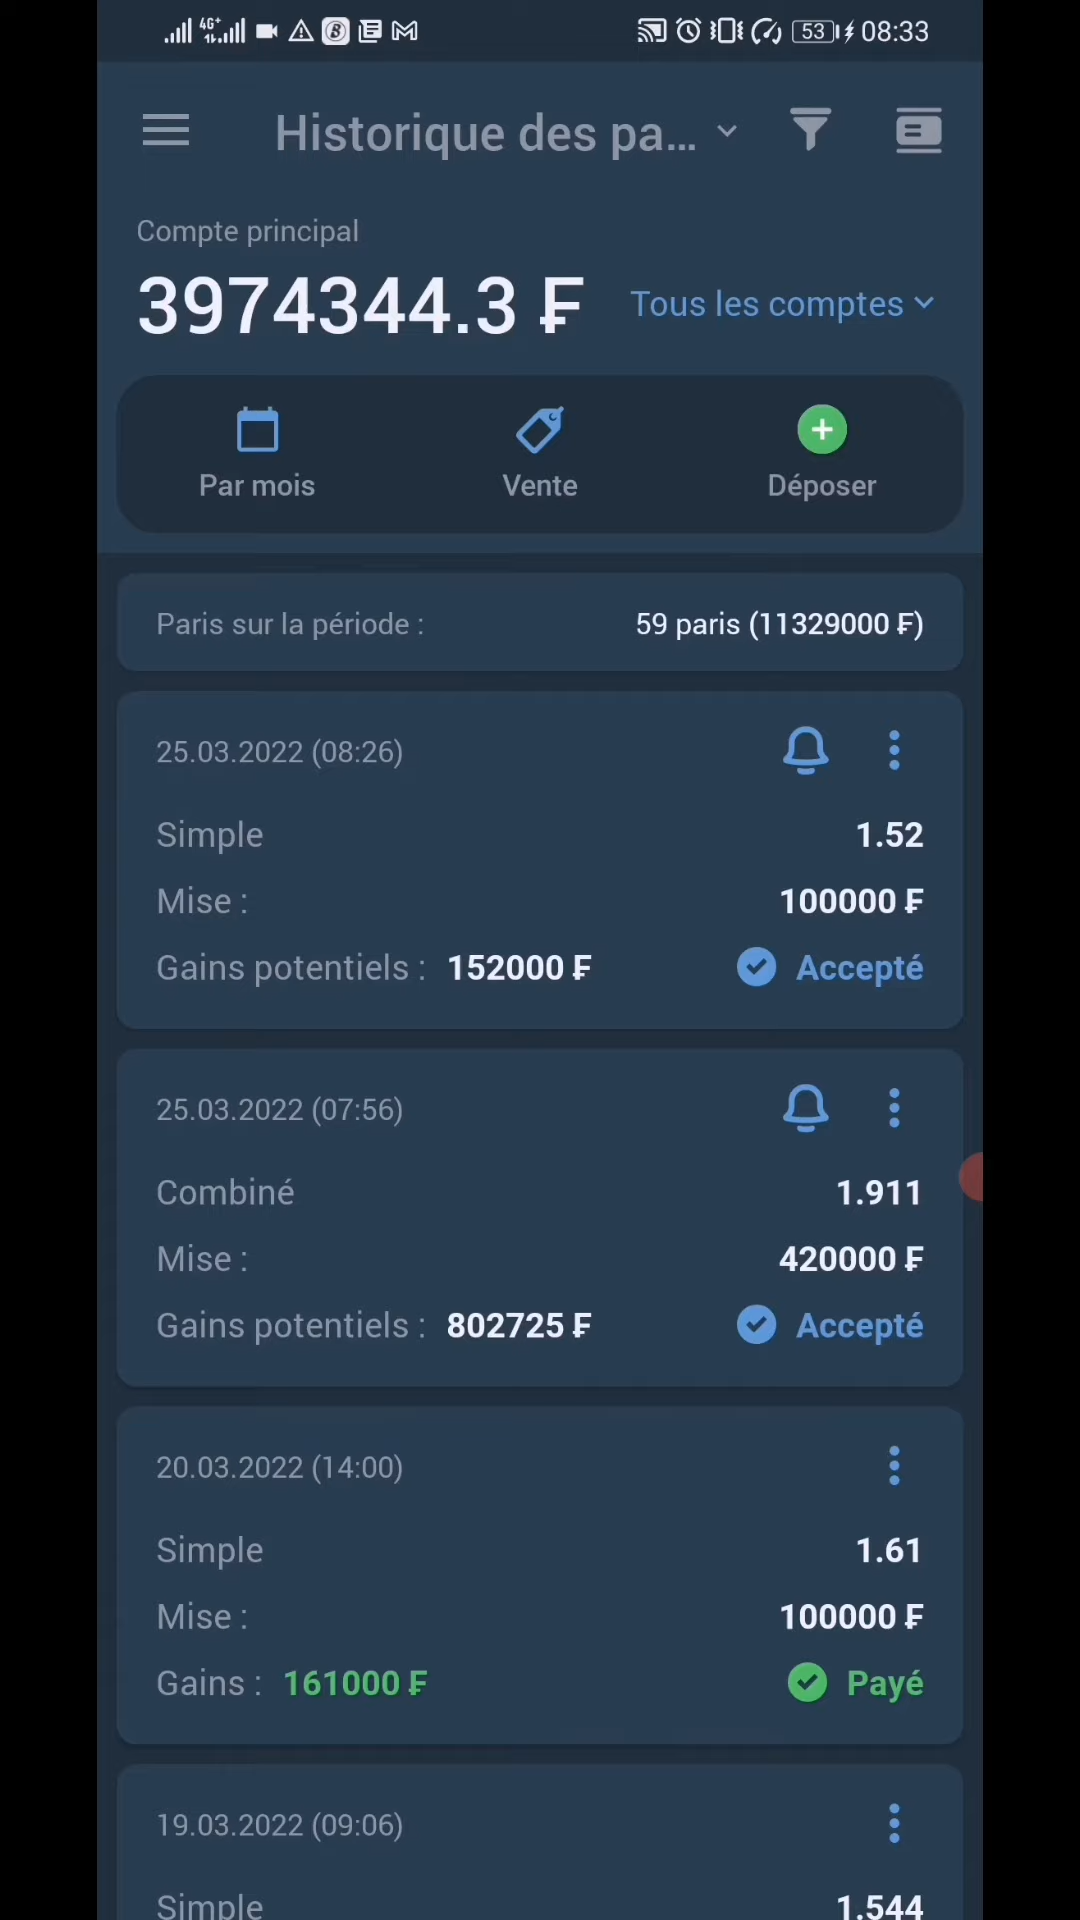 4G+ 53 08:33
Historique des pa...
Compte principal
3974344.3 ₣ Tous les comptes
Par mois Vente Déposer
Paris sur la période : 59 paris (11329000 ₣)
25.03.2022 (08:26)
Simple 1.52
Mise : 100000 ₣
Gains potentiels : 152000 ₣ Accepté
25.03.2022 (07:56)
Combiné 1.911
Mise : 420000 ₣
Gains potentiels : 802725 ₣ Accepté
20.03.2022 (14:00)
Simple 1.61
Mise : 100000 ₣
Gains : 161000 ₣ Payé
19.03.2022 (09:06)
Simple 1.544